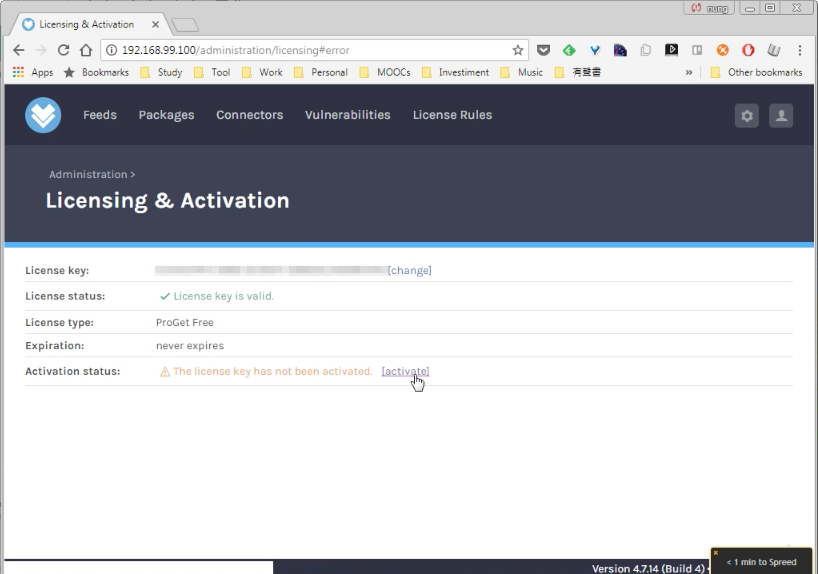 Licensing & Activation
192.168.99.100/administration/licensing#error
Apps Bookmarks Study Tool Work Personal MOOCs Investiment Music 有聲書 » Other bookmarks
Feeds Packages Connectors Vulnerabilities License Rules
Administration >
Licensing & Activation
License key: [change]
License status: License key is valid.
License type: ProGet Free
Expiration: never expires
Activation status: The license key has not been activated. [activate]
Version 4.7.14 (Build 4)
< 1 min to Spreed